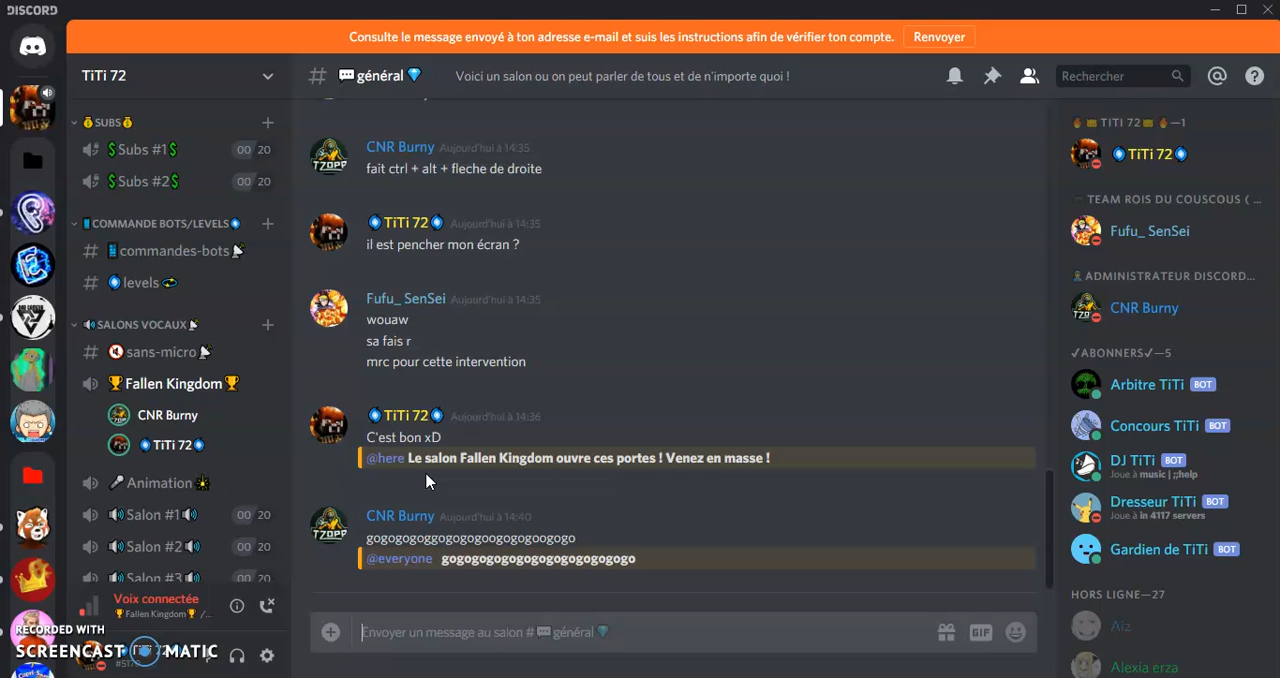 DISCORD
Consulte le message envoyé à ton adresse e-mail et suis les instructions afin de vérifier ton compte.
Renvoyer
TiTi 72
# 💬général💎
Voici un salon ou on peut parler de tous et de n'importe quoi !
Rechercher
💰SUBS💰
💲Subs #1💲
00 20
💲Subs #2💲
00 20
COMMANDE BOTS/LEVELS
# commandes-bots
# levels
SALONS VOCAUX
# sans-micro
🏆Fallen Kingdom🏆
CNR Burny
TiTi 72
Animation
Salon #1
00 20
Salon #2
00 20
Salon #3
00 20
Voix connectée
🏆Fallen Kingdom🏆 /...
RECORDED WITH
SCREENCAST MATIC
CNR Burny Aujourd'hui à 14:35
fait ctrl + alt + fleche de droite
TiTi 72 Aujourd'hui à 14:35
il est pencher mon écran ?
Fufu_ SenSei Aujourd'hui à 14:35
wouaw
sa fais r
mrc pour cette intervention
TiTi 72 Aujourd'hui à 14:36
C'est bon xD
@here Le salon Fallen Kingdom ouvre ces portes ! Venez en masse !
CNR Burny Aujourd'hui à 14:40
gogogogoggogogogoogogogoogogo
@everyone gogogogogogogogogogogogogo
Envoyer un message au salon # 💬général💎
GIF
TITI 72 —1
TiTi 72
TEAM ROIS DU COUSCOUS ( ...
Fufu_ SenSei
ADMINISTRATEUR DISCORD...
CNR Burny
✓ABONNERS✓—5
Arbitre TiTi BOT
Concours TiTi BOT
DJ TiTi BOT
Joue à music | ;;help
Dresseur TiTi BOT
Joue à in 4117 servers
Gardien de TiTi BOT
HORS LIGNE—27
Aiz
Alexia erza